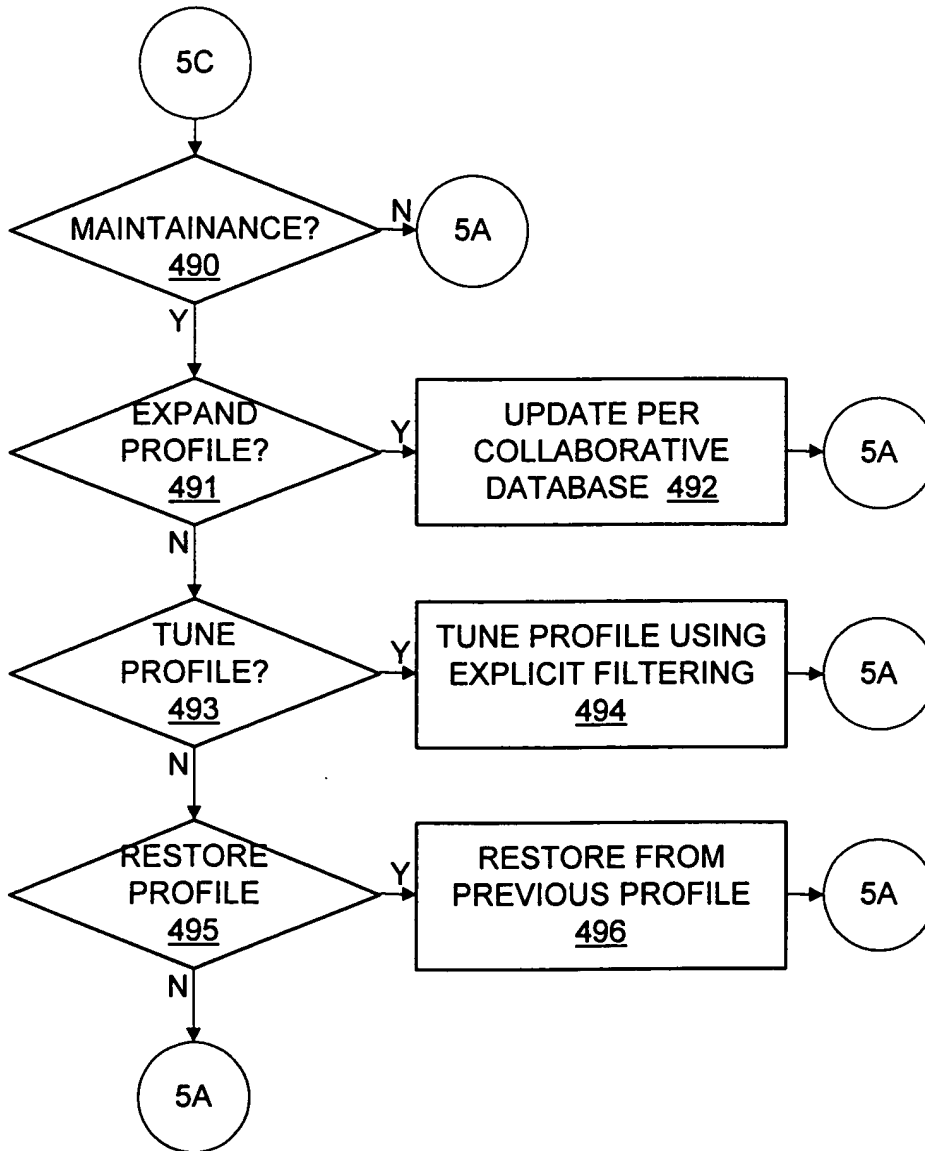 5C
MAINTAINANCE?
490
N
5A
Y
EXPAND
PROFILE?
491
Y
UPDATE PER
COLLABORATIVE
DATABASE 492
5A
N
TUNE
PROFILE?
493
Y
TUNE PROFILE USING
EXPLICIT FILTERING
494
5A
N
RESTORE
PROFILE
495
Y
RESTORE FROM
PREVIOUS PROFILE
496
5A
N
5A